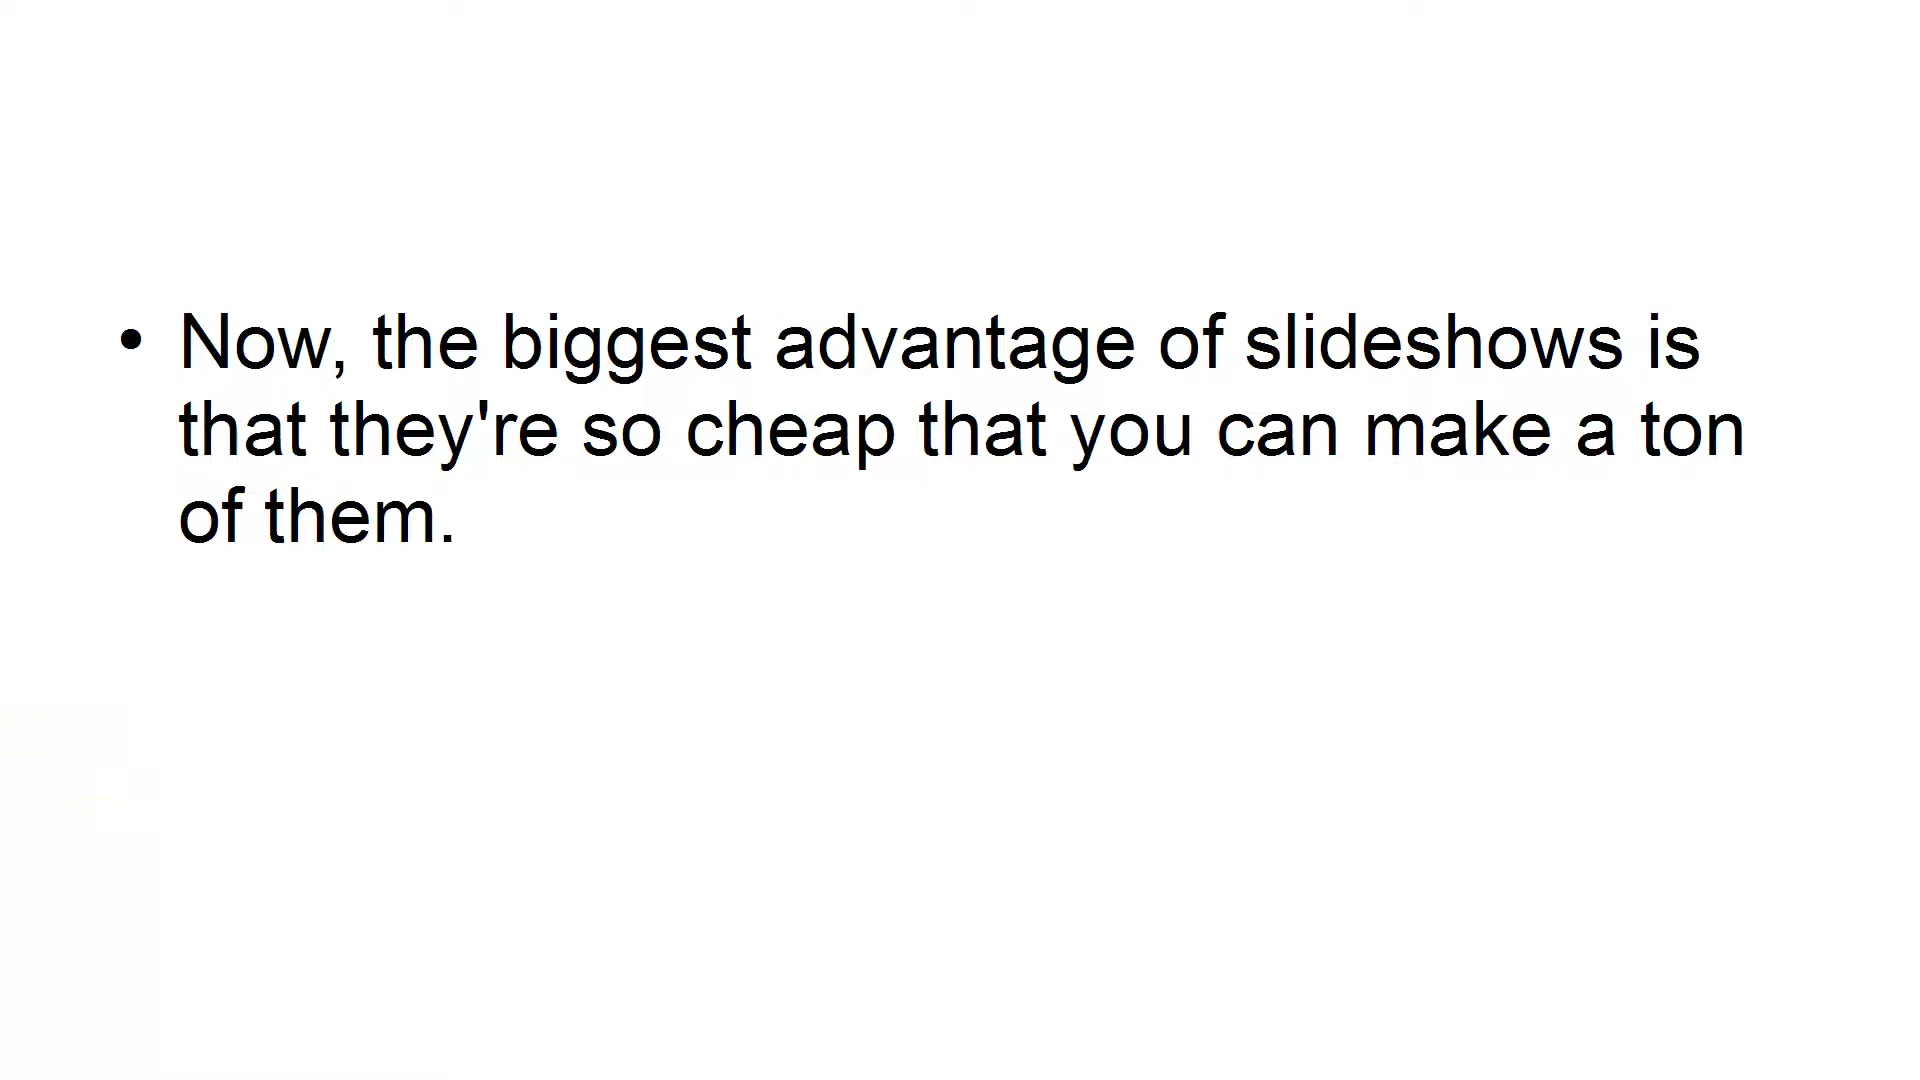 • Now, the biggest advantage of slideshows is
that they're so cheap that you can make a ton
of them.